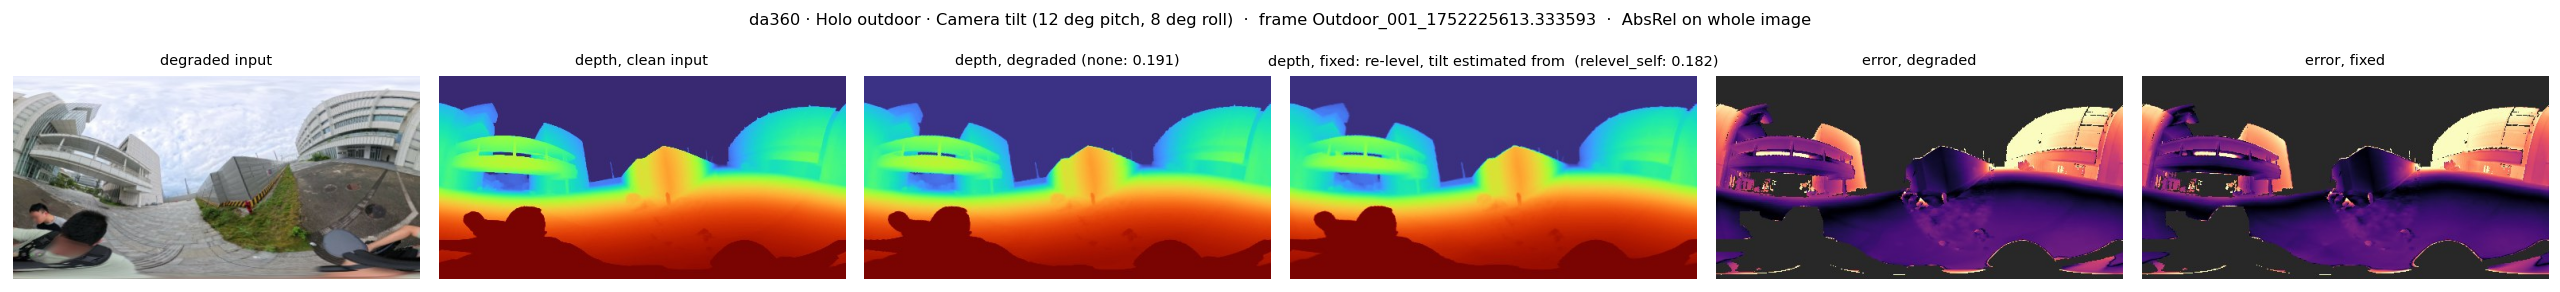 da360 · Holo outdoor · Camera tilt (12 deg pitch, 8 deg roll)  ·  frame Outdoor_001_1752225613.333593  ·  AbsRel on whole image
degraded input
depth, clean input
depth, degraded (none: 0.191)
depth, fixed: re-level, tilt estimated from  (relevel_self: 0.182)
error, degraded
error, fixed